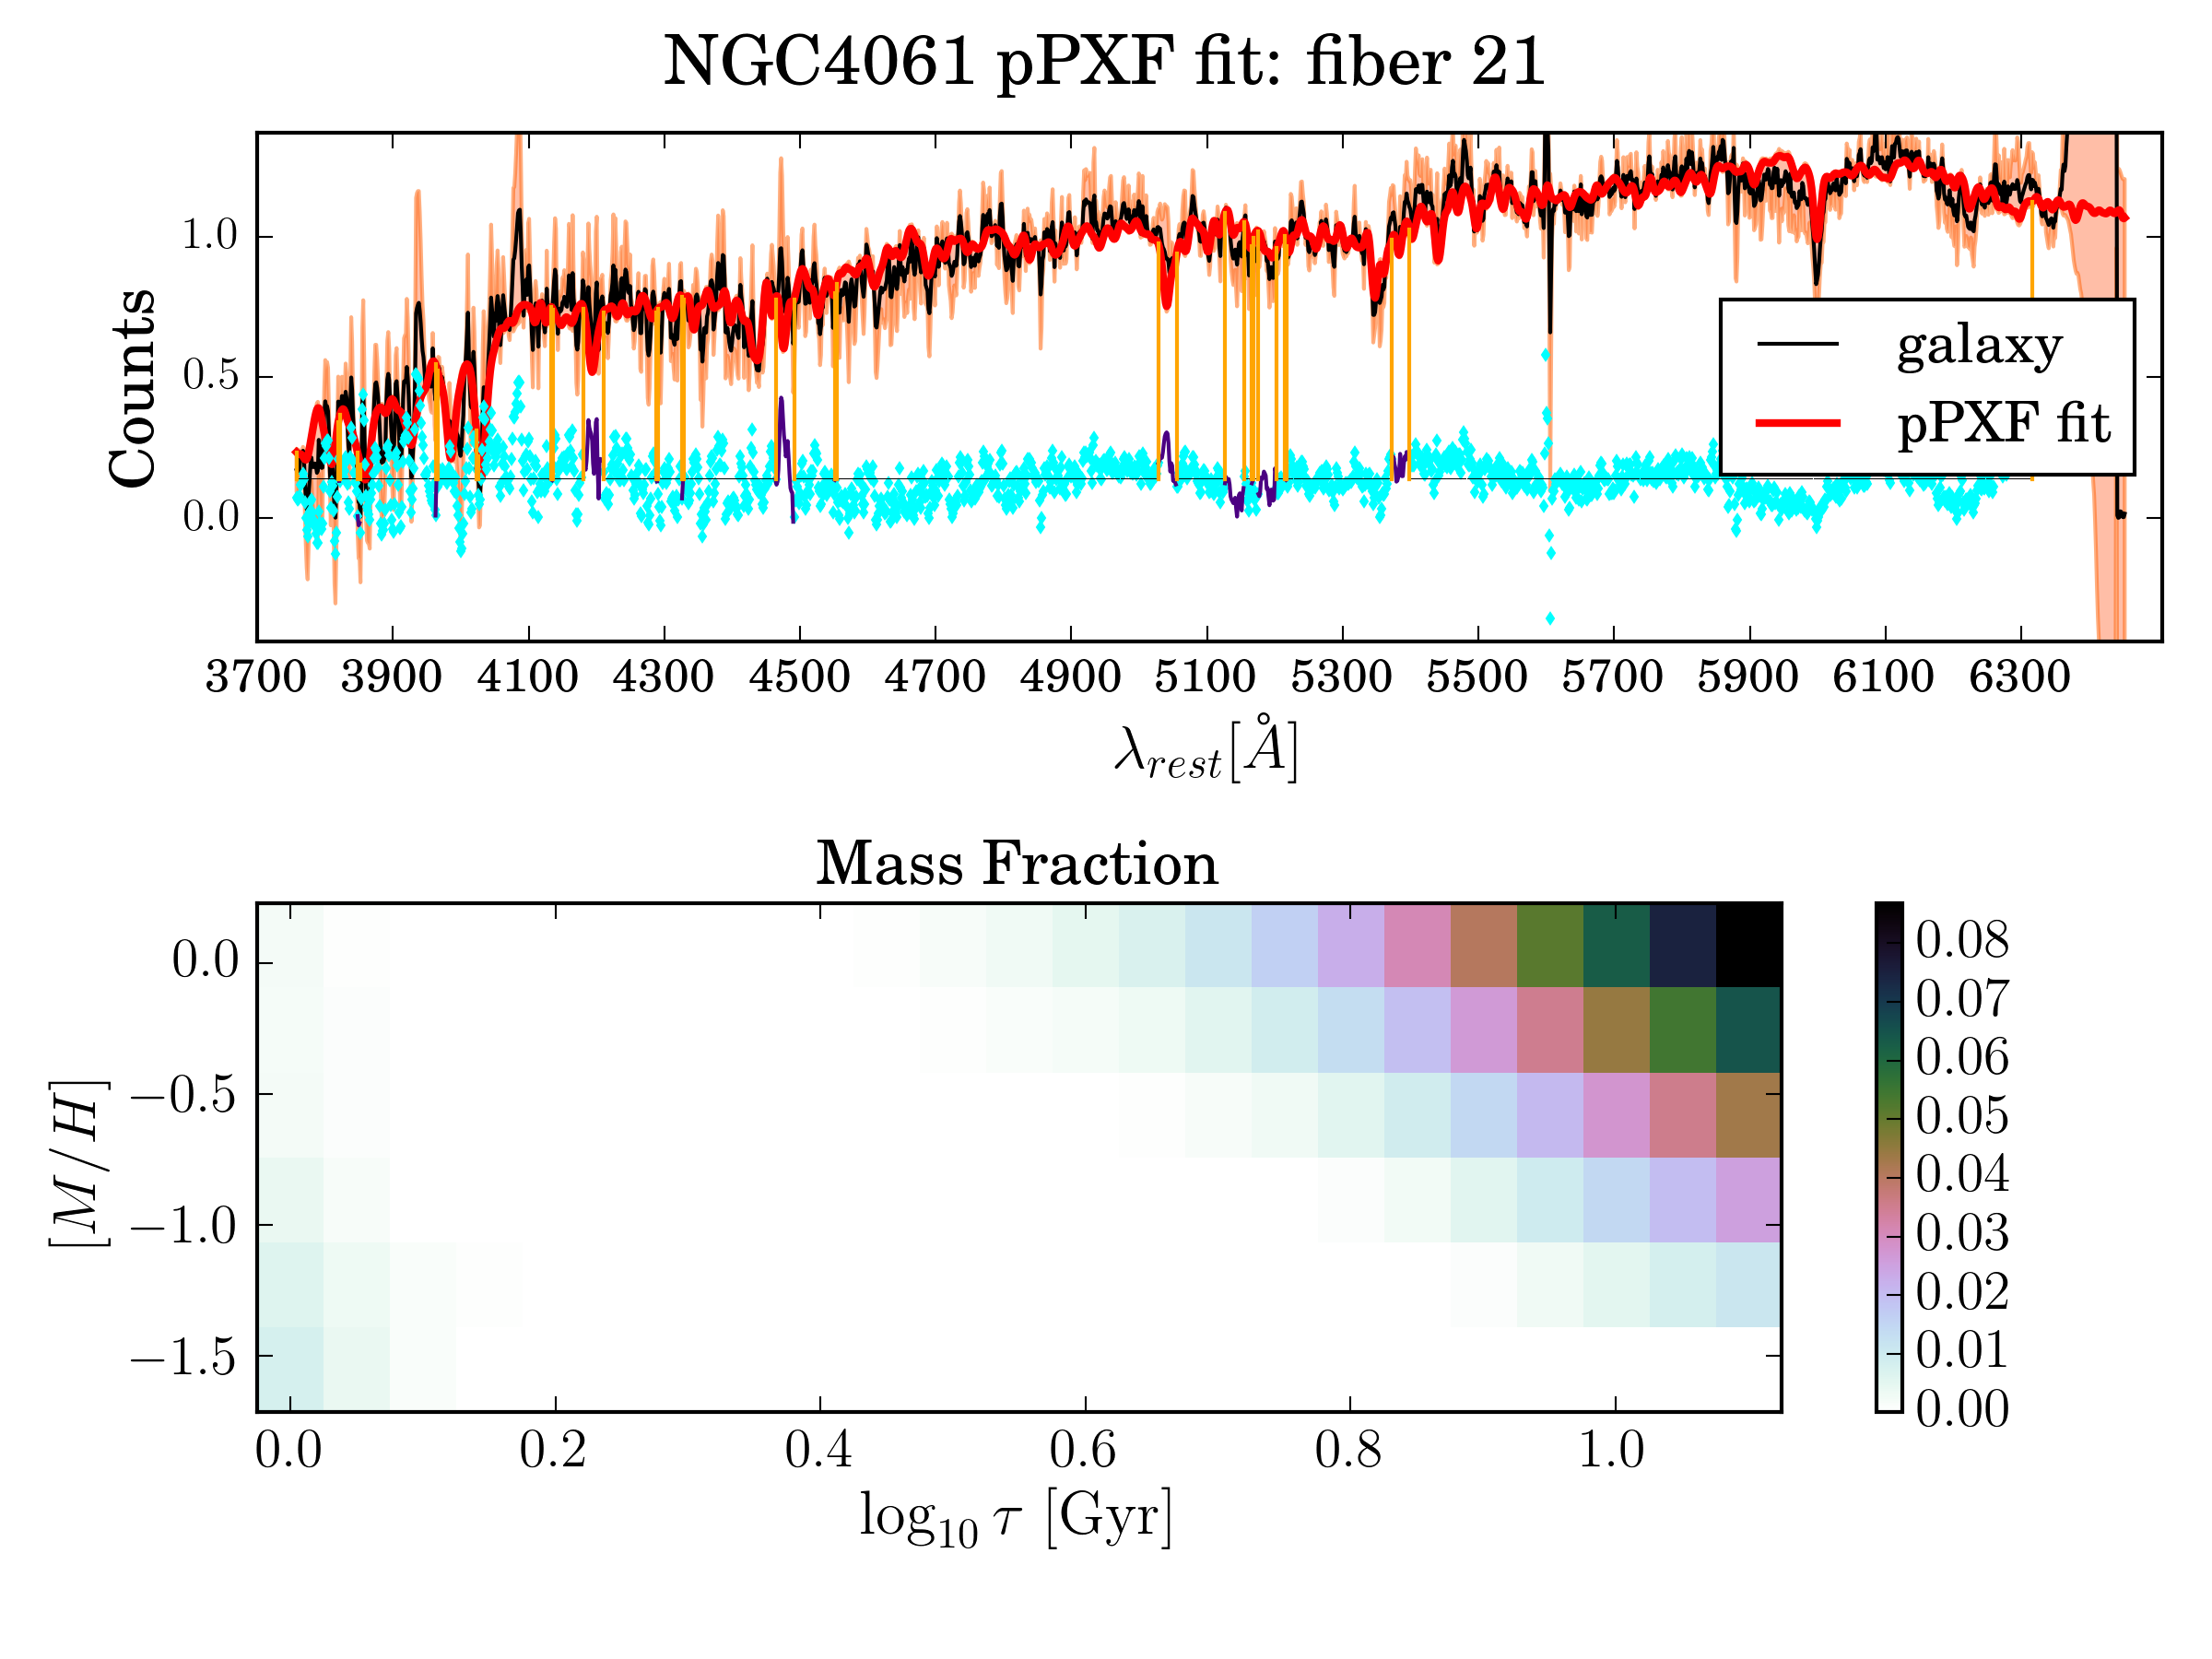 NGC4061 pPXF fit: fiber 21
Counts
1.0
0.5
0.0
galaxy
pPXF fit
3700 3900 4100 4300 4500 4700 4900 5100 5300 5500 5700 5900 6100 6300
λrest[Å]
Mass Fraction
[M/H]
0.0
−0.5
−1.0
−1.5
0.0 0.2 0.4 0.6 0.8 1.0
log10 τ [Gyr]
0.08
0.07
0.06
0.05
0.04
0.03
0.02
0.01
0.00